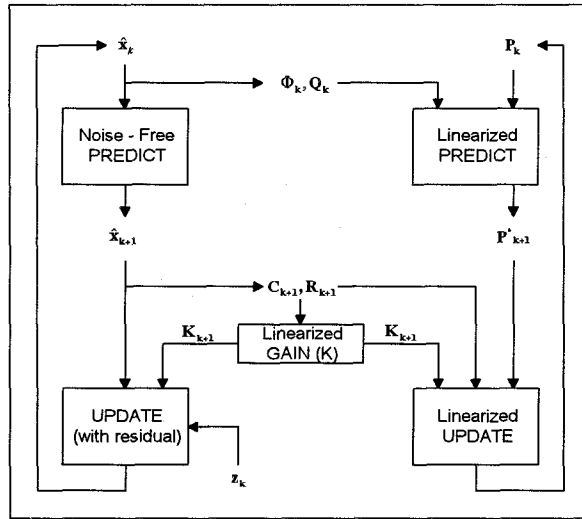 x̂ₖ
Pₖ
Φₖ, Qₖ
Noise - Free
PREDICT
Linearized
PREDICT
x̂ₖ₊₁
P*ₖ₊₁
Cₖ₊₁, Rₖ₊₁
Kₖ₊₁
Linearized
GAIN (K)
Kₖ₊₁
UPDATE
(with residual)
Linearized
UPDATE
zₖ